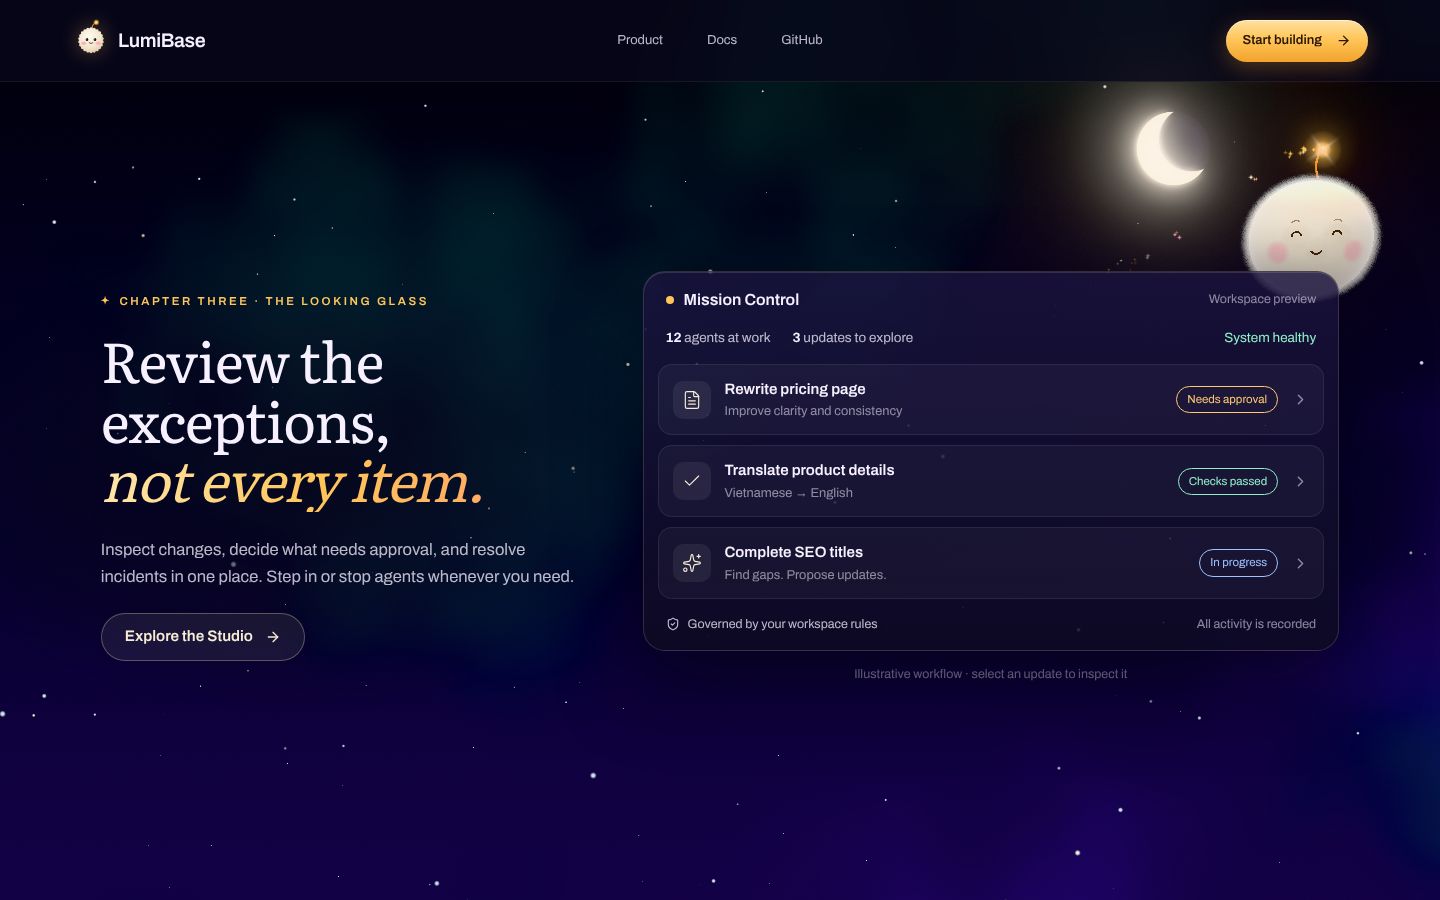 LumiBase
Product
Docs
GitHub
Start building
CHAPTER THREE · THE LOOKING GLASS
Review the
exceptions,
not every item.
Inspect changes, decide what needs approval, and resolve
incidents in one place. Step in or stop agents whenever you need.
Explore the Studio
Mission Control
Workspace preview
12 agents at work
3 updates to explore
System healthy
Rewrite pricing page
Improve clarity and consistency
Needs approval
Translate product details
Vietnamese → English
Checks passed
Complete SEO titles
Find gaps. Propose updates.
In progress
Governed by your workspace rules
All activity is recorded
Illustrative workflow · select an update to inspect it